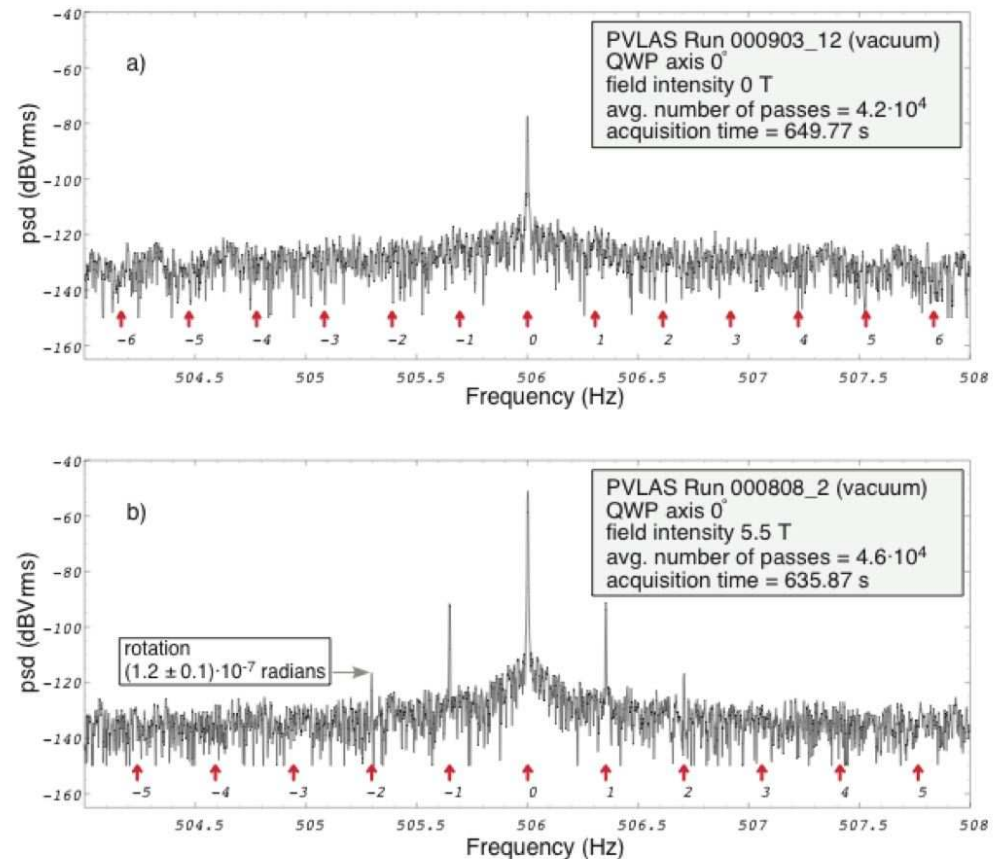 -40
-60
-80
-100
-120
-140
-160
psd (dBVrms)
a)
PVLAS Run 000903_12 (vacuum)
QWP axis 0°
field intensity 0 T
avg. number of passes = 4.2·10⁴
acquisition time = 649.77 s
-6 -5 -4 -3 -2 -1 0 1 2 3 4 5 6
504.5 505 505.5 506 506.5 507 507.5 508
Frequency (Hz)
-40
-60
-80
-100
-120
-140
-160
psd (dBVrms)
b)
PVLAS Run 000808_2 (vacuum)
QWP axis 0°
field intensity 5.5 T
avg. number of passes = 4.6·10⁴
acquisition time = 635.87 s
rotation
(1.2 ± 0.1)·10⁻⁷ radians
-5 -4 -3 -2 -1 0 1 2 3 4 5
504.5 505 505.5 506 506.5 507 507.5 508
Frequency (Hz)